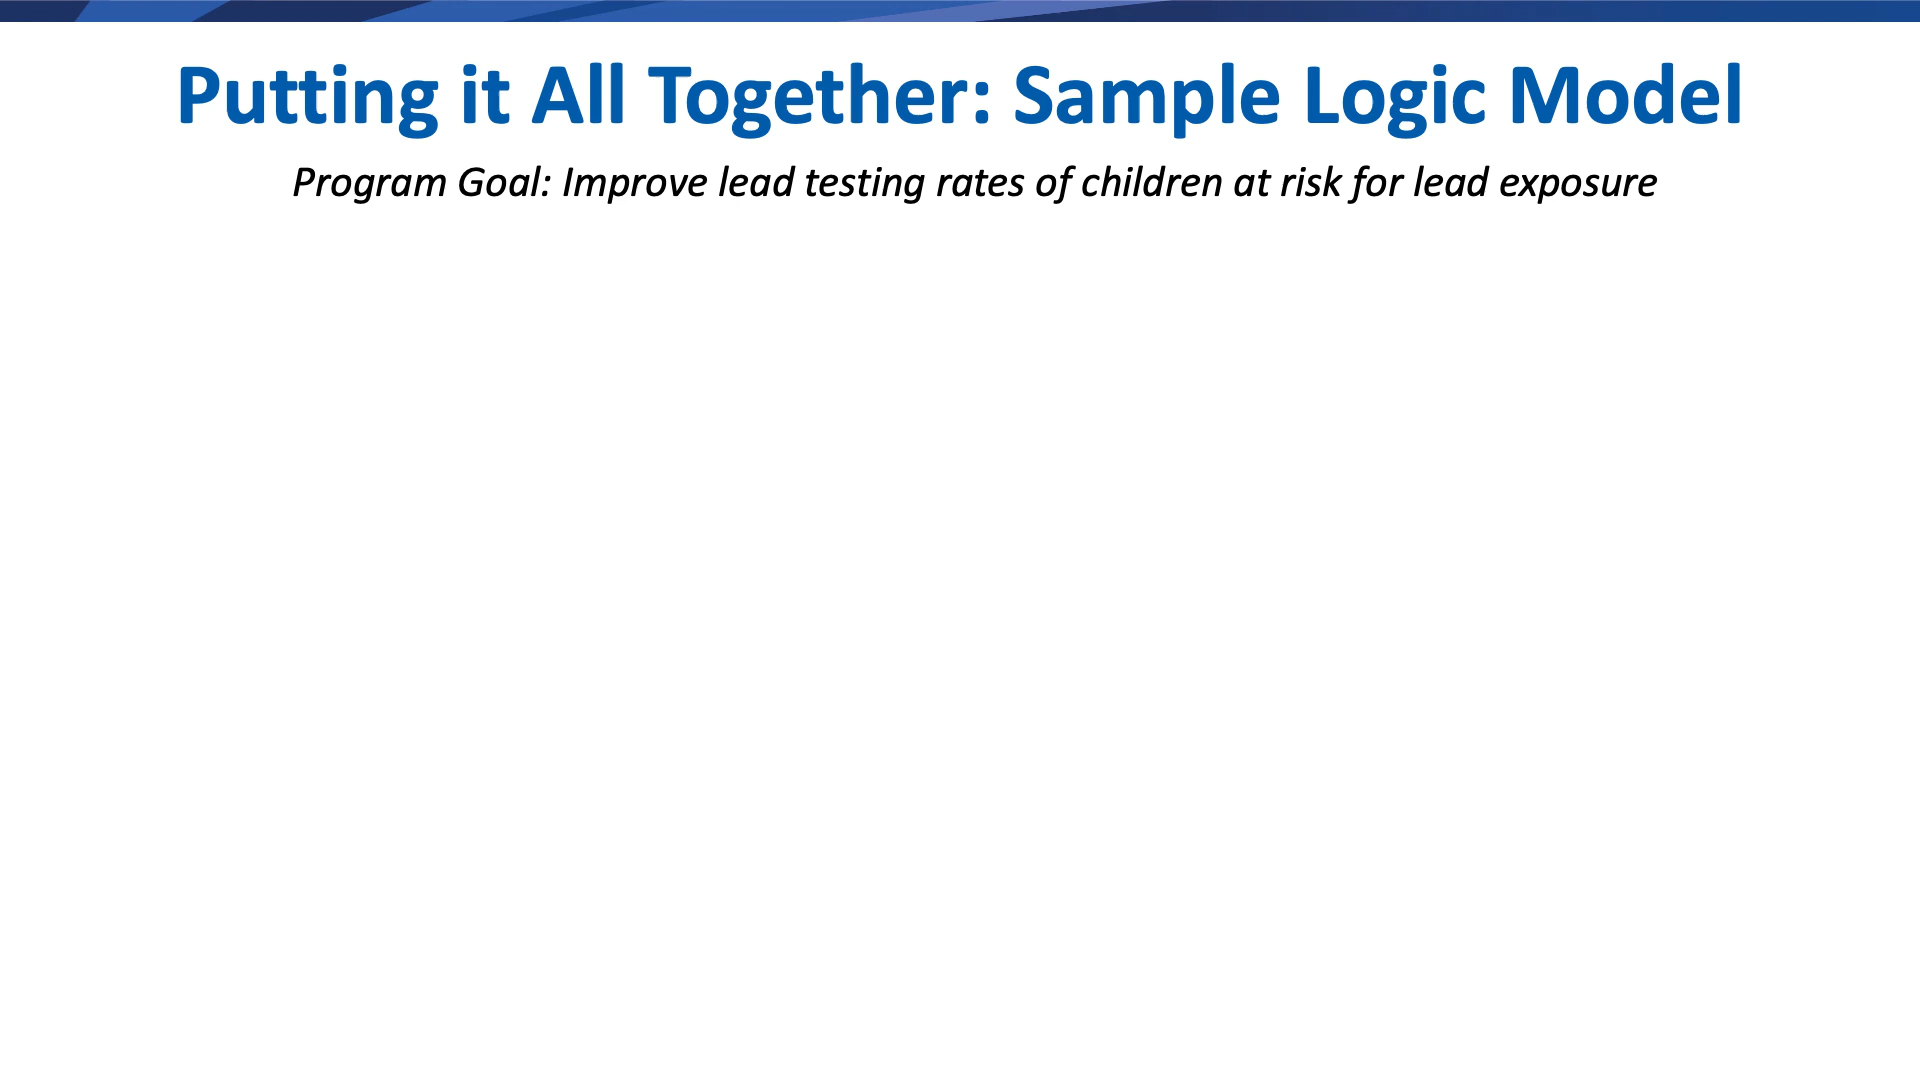 Putting it All Together: Sample Logic Model
Program Goal: Improve lead testing rates of children at risk for lead exposure